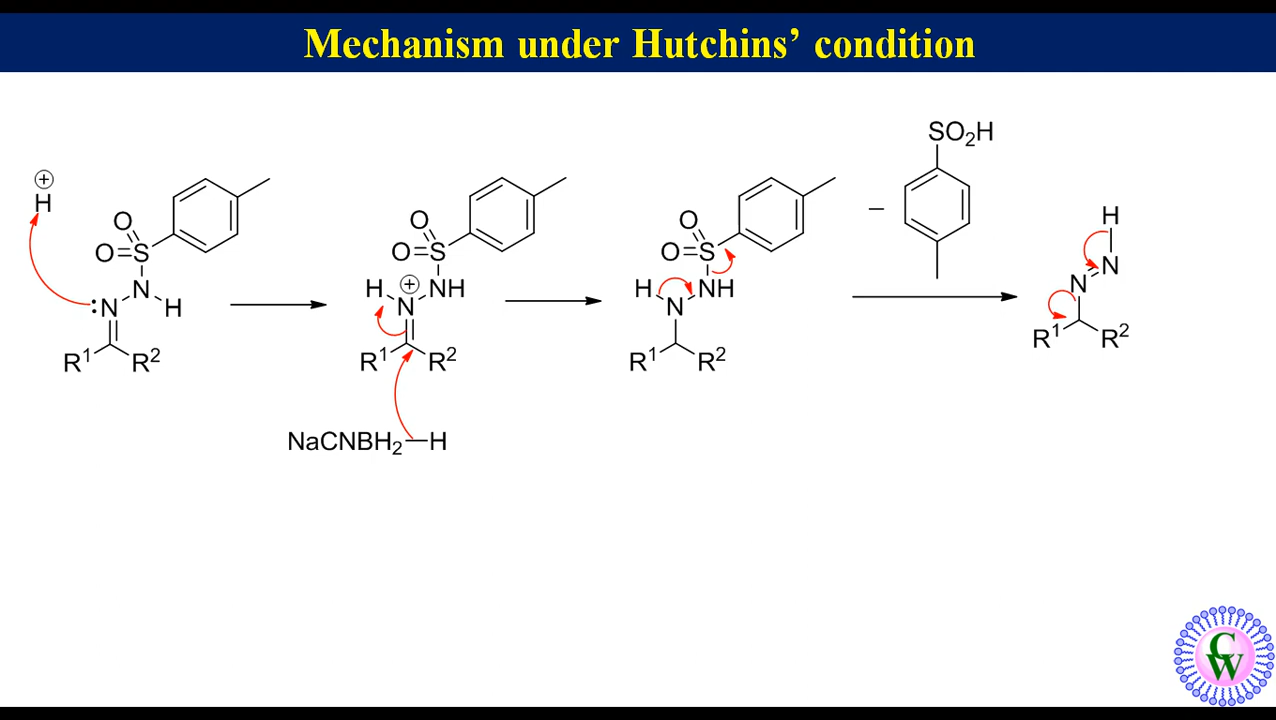 Mechanism under Hutchins’ condition
⊕
H
O
O=S
:N
N
H
R¹
R²
O
O=S
H
⊕
N
NH
R¹
R²
NaCNBH₂—H
O
O=S
H
N
NH
R¹
R²
–
SO₂H
H
N
N
R¹
R²
C
W